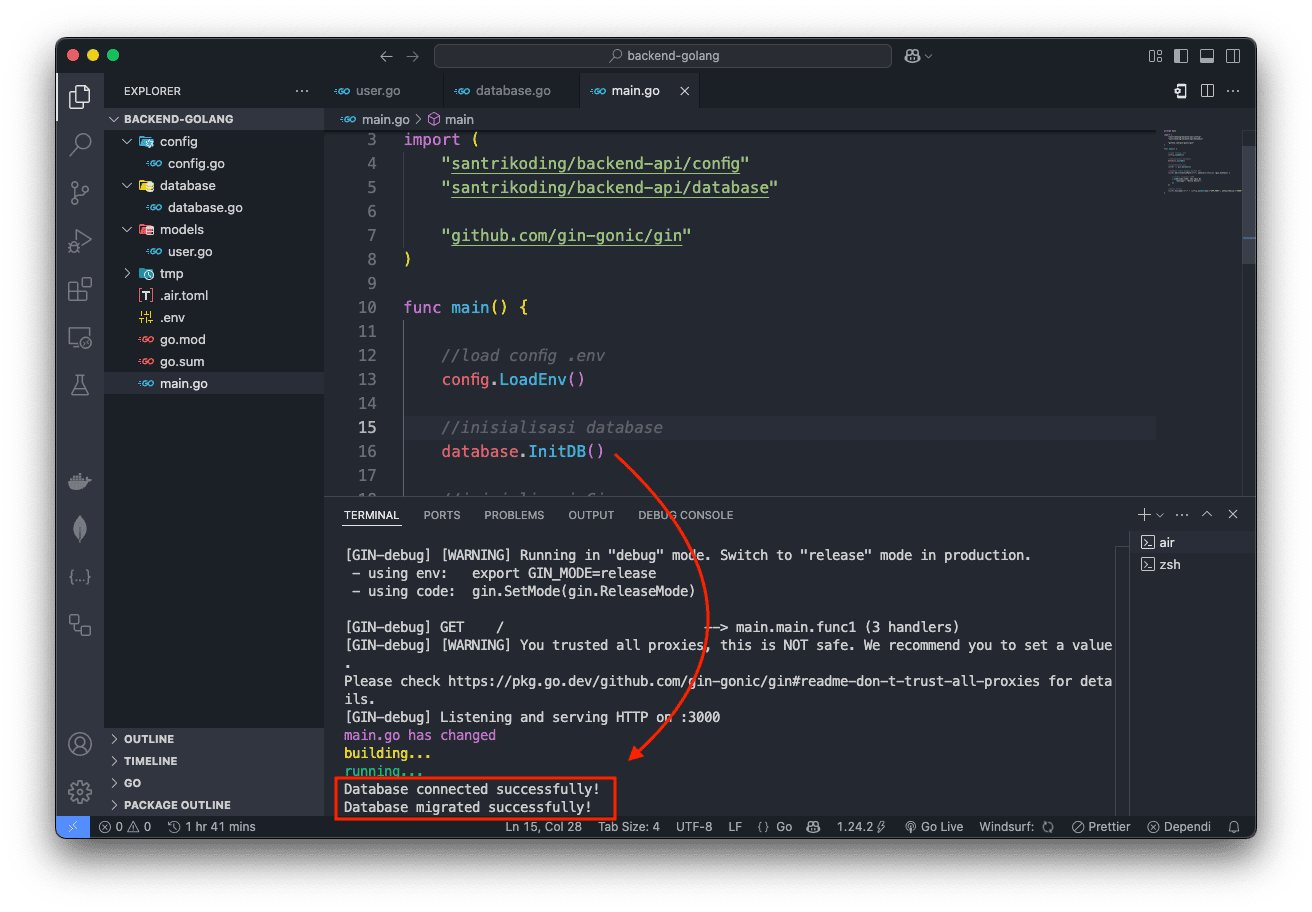 backend-golang
EXPLORER
user.go
database.go
main.go
BACKEND-GOLANG
config
config.go
database
database.go
models
user.go
tmp
.air.toml
.env
go.mod
go.sum
main.go
OUTLINE
TIMELINE
GO
PACKAGE OUTLINE
main.go > main
3 import (
4 "santrikoding/backend-api/config"
5 "santrikoding/backend-api/database"
6
7 "github.com/gin-gonic/gin"
8 )
9
10 func main() {
11
12 //load config .env
13 config.LoadEnv()
14
15 //inisialisasi database
16 database.InitDB()
17
TERMINAL PORTS PROBLEMS OUTPUT DEBUG CONSOLE
[GIN-debug] [WARNING] Running in "debug" mode. Switch to "release" mode in production.
- using env: export GIN_MODE=release
- using code: gin.SetMode(gin.ReleaseMode)
[GIN-debug] GET / --> main.main.func1 (3 handlers)
[GIN-debug] [WARNING] You trusted all proxies, this is NOT safe. We recommend you to set a value
.
Please check https://pkg.go.dev/github.com/gin-gonic/gin#readme-don-t-trust-all-proxies for deta
ils.
[GIN-debug] Listening and serving HTTP on :3000
main.go has changed
building...
running...
Database connected successfully!
Database migrated successfully!
air
zsh
0 0 1 hr 41 mins Ln 15, Col 28 Tab Size: 4 UTF-8 LF {} Go 1.24.2 Go Live Windsurf: Prettier Dependi